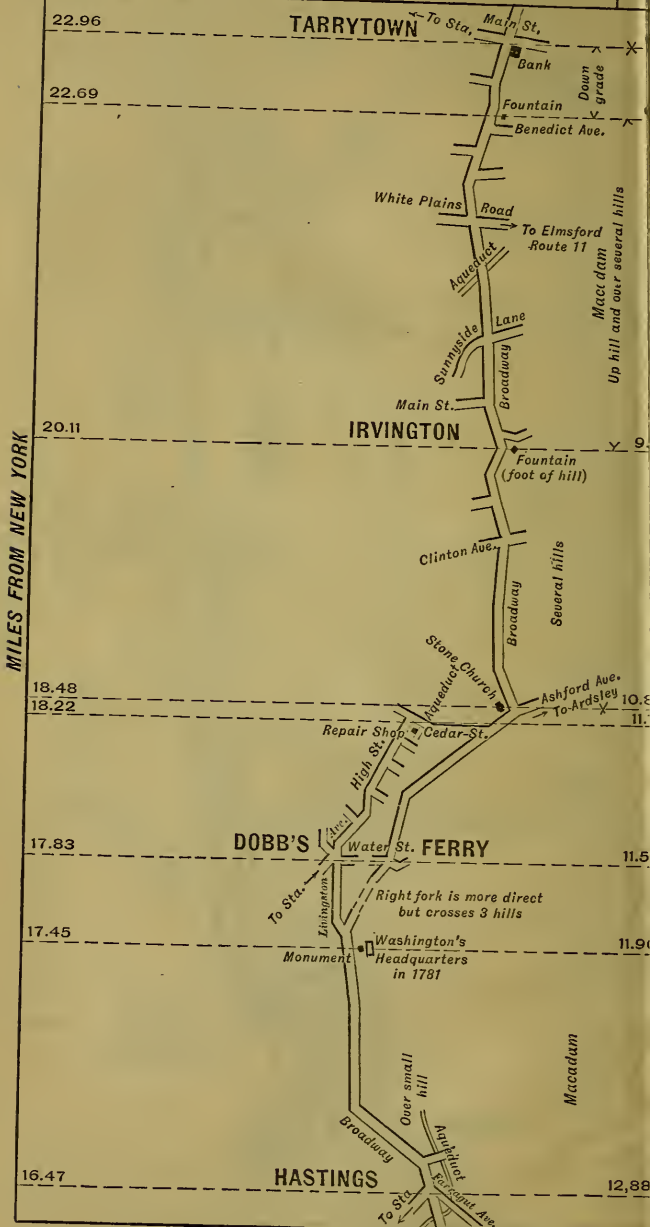 22.96
TARRYTOWN
To Sta.
Main St.
Bank
Down
grade
22.69
Fountain
Benedict Ave.
White Plains Road
To Elmsford
Route 11
Macadam
Up hill and over several hills
Aqueduct
Sunnyside Lane
Broadway
Main St.
20.11
IRVINGTON
9.
Fountain
(foot of hill)
MILES FROM NEW YORK
Clinton Ave.
Several hills
Broadway
Stone Church
Ashford Ave.
To Ardsley
18.48
10.8
18.22
11.
Aqueduct
Repair Shop
Cedar-St.
High St.
Ave.
17.83
DOBB'S FERRY
Water St.
11.5
To Sta.
Livingston
Right fork is more direct
but crosses 3 hills
17.45
11.90
Monument
Washington's
Headquarters
in 1781
Over small
hill
Macadam
Aqueduct
Broadway
16.47
HASTINGS
12,88
Farragut Ave.
To Sta